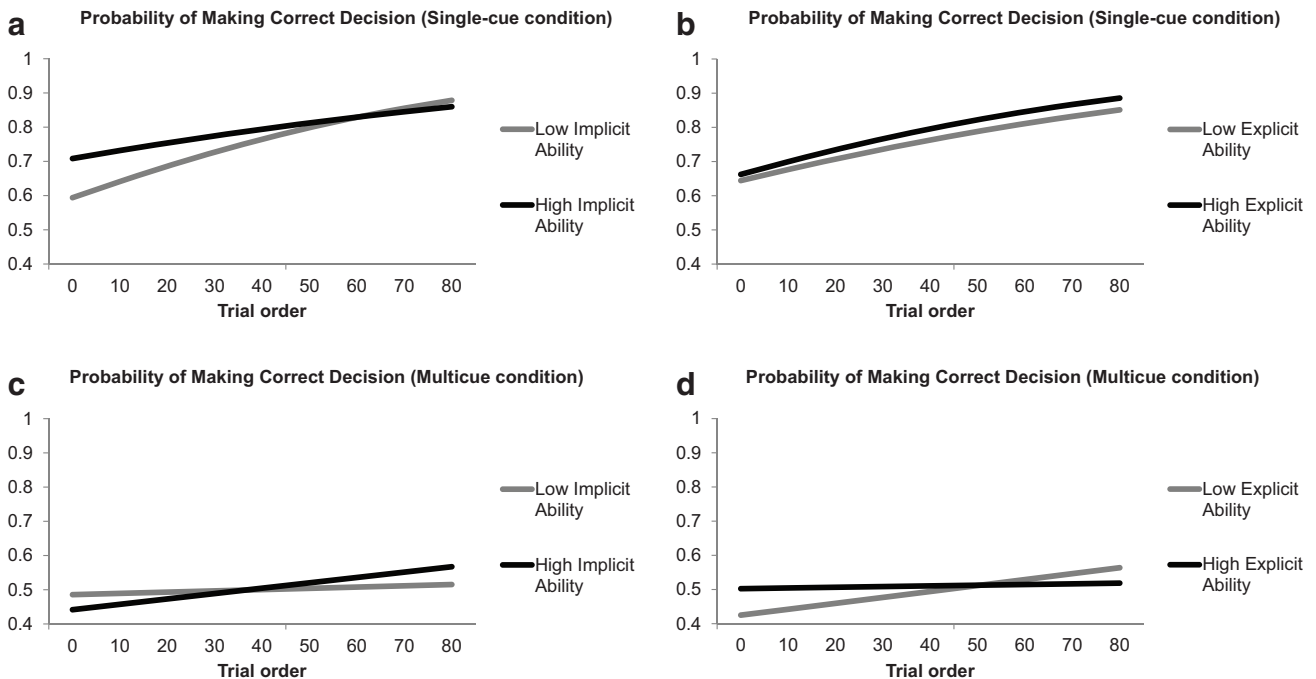 a
Probability of Making Correct Decision (Single-cue condition)
1
0.9
0.8
0.7
0.6
0.5
0.4
0 10 20 30 40 50 60 70 80
Trial order
Low Implicit
Ability
High Implicit
Ability
b
Probability of Making Correct Decision (Single-cue condition)
1
0.9
0.8
0.7
0.6
0.5
0.4
0 10 20 30 40 50 60 70 80
Trial order
Low Explicit
Ability
High Explicit
Ability
c
Probability of Making Correct Decision (Multicue condition)
1
0.9
0.8
0.7
0.6
0.5
0.4
0 10 20 30 40 50 60 70 80
Trial order
Low Implicit
Ability
High Implicit
Ability
d
Probability of Making Correct Decision (Multicue condition)
1
0.9
0.8
0.7
0.6
0.5
0.4
0 10 20 30 40 50 60 70 80
Trial order
Low Explicit
Ability
High Explicit
Ability